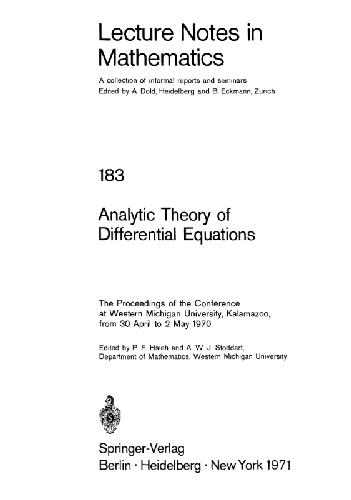 Lecture Notes in
Mathematics
A collection of informal reports and seminars
Edited by A. Dold, Heidelberg and B. Eckmann, Zürich
183
Analytic Theory of
Differential Equations
The Proceedings of the Conference
at Western Michigan University, Kalamazoo,
from 30 April to 2 May 1970
Edited by P. F. Hsieh and A. W. J. Stoddart,
Department of Mathematics, Western Michigan University
Springer-Verlag
Berlin · Heidelberg · New York 1971